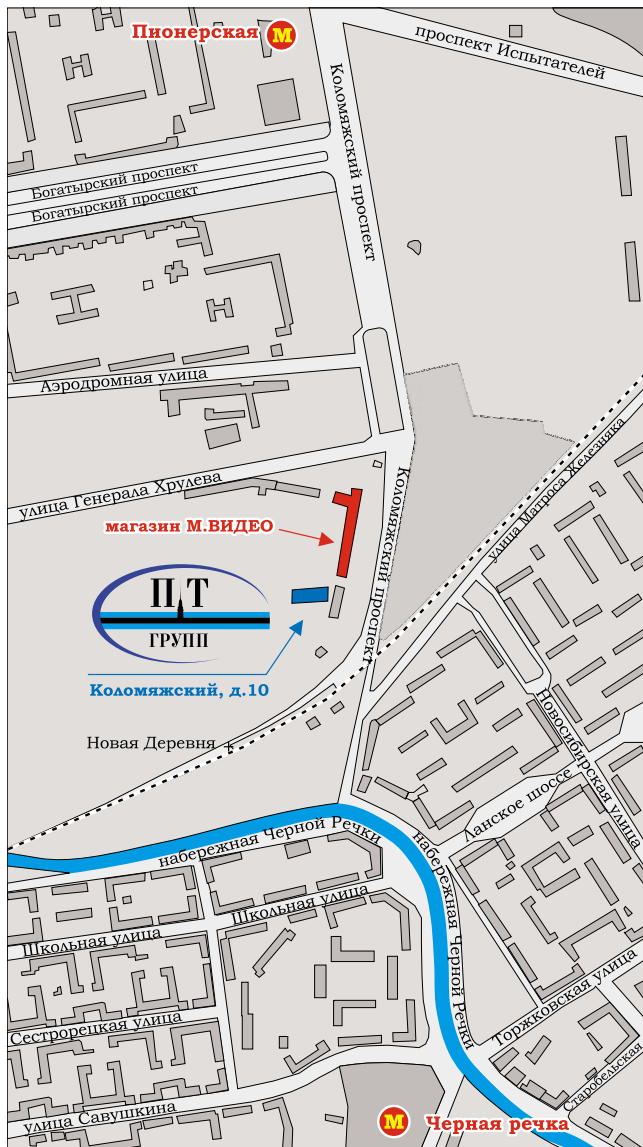 Пионерская М
проспект Испытателей
Коломяжский проспект
Богатырский проспект
Богатырский проспект
Аэродромная улица
улица Матроса Железняка
улица Генерала Хрулева
Коломяжский проспект
магазин М.ВИДЕО
П Т
ГРУПП
Коломяжский, д.10
Новосибирская улица
Новая Деревня
Ланское шоссе
набережная Черной Речки
набережная Черной Речки
Школьная улица
Школьная улица
Торжковская улица
Сестрорецкая улица
Старобельская
улица Савушкина
М Черная речка